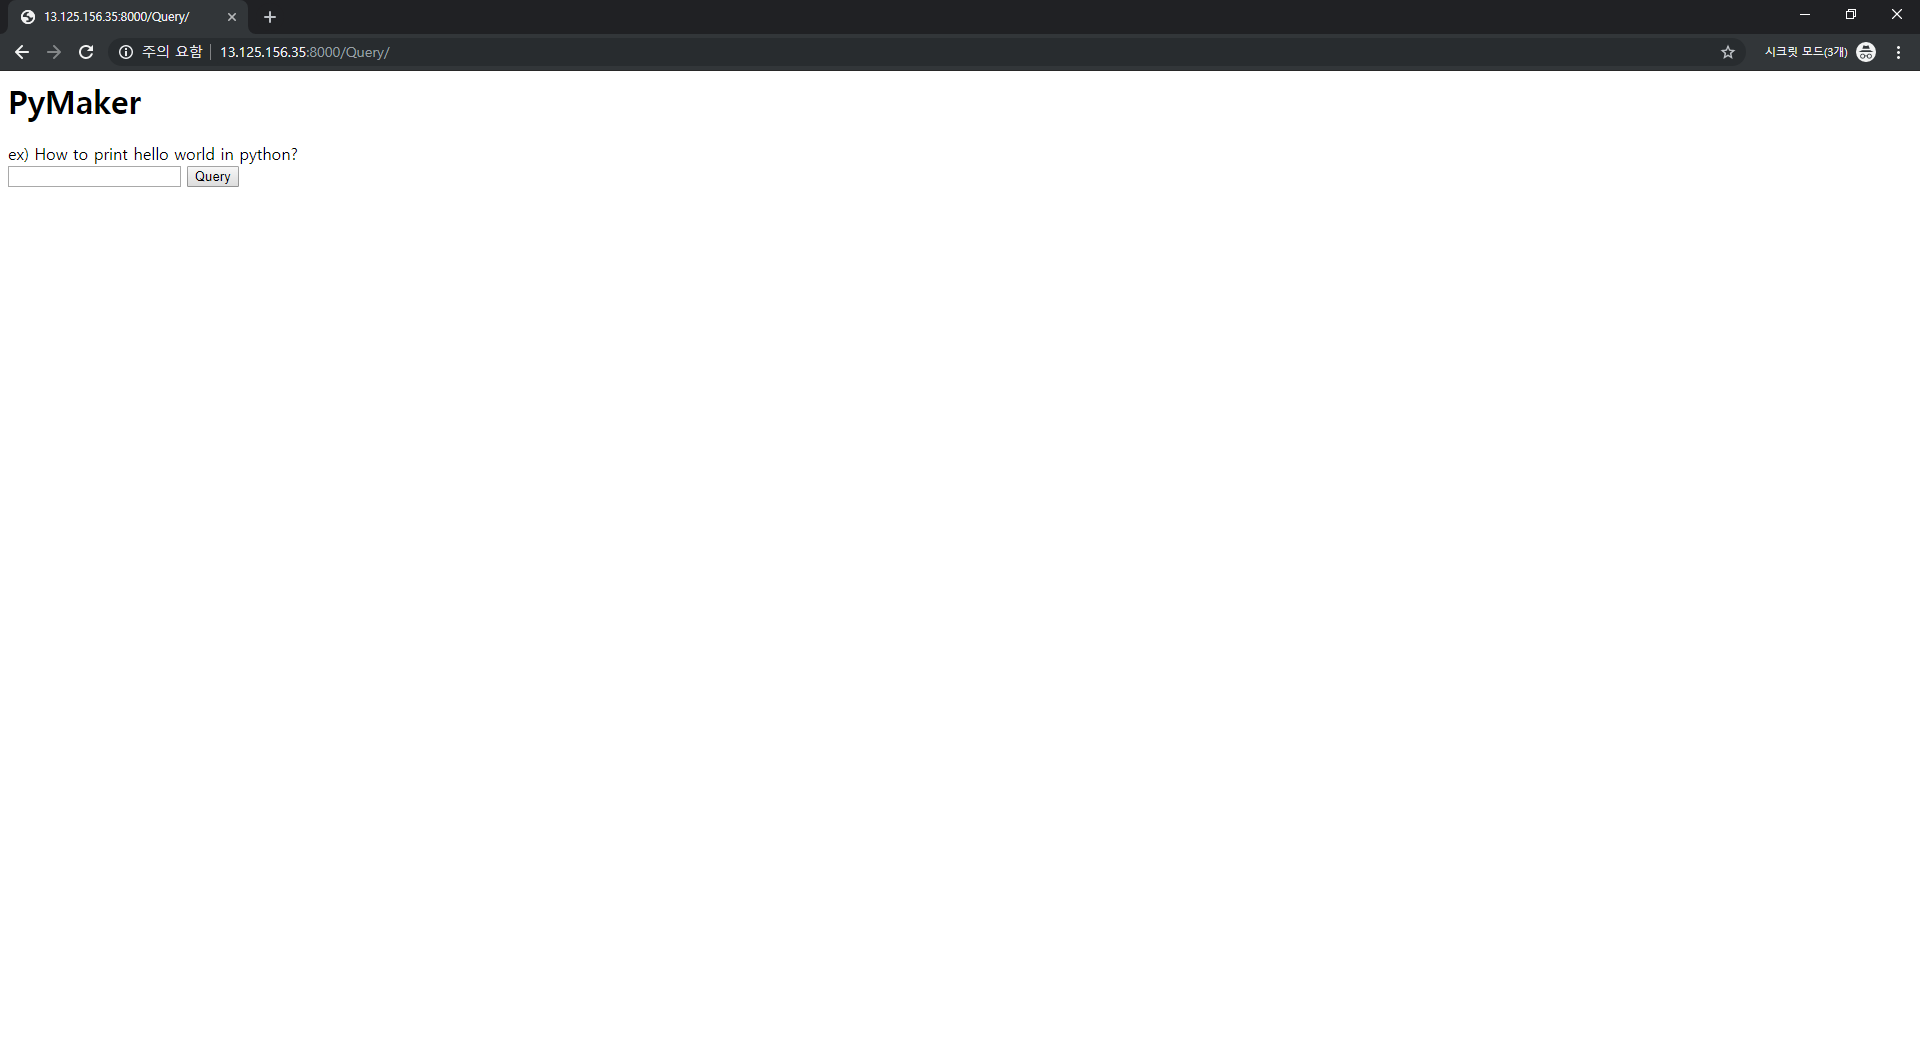 13.125.156.35:8000/Query/
주의 요함 13.125.156.35:8000/Query/ 시크릿 모드(3개)
PyMaker
ex) How to print hello world in python?
Query